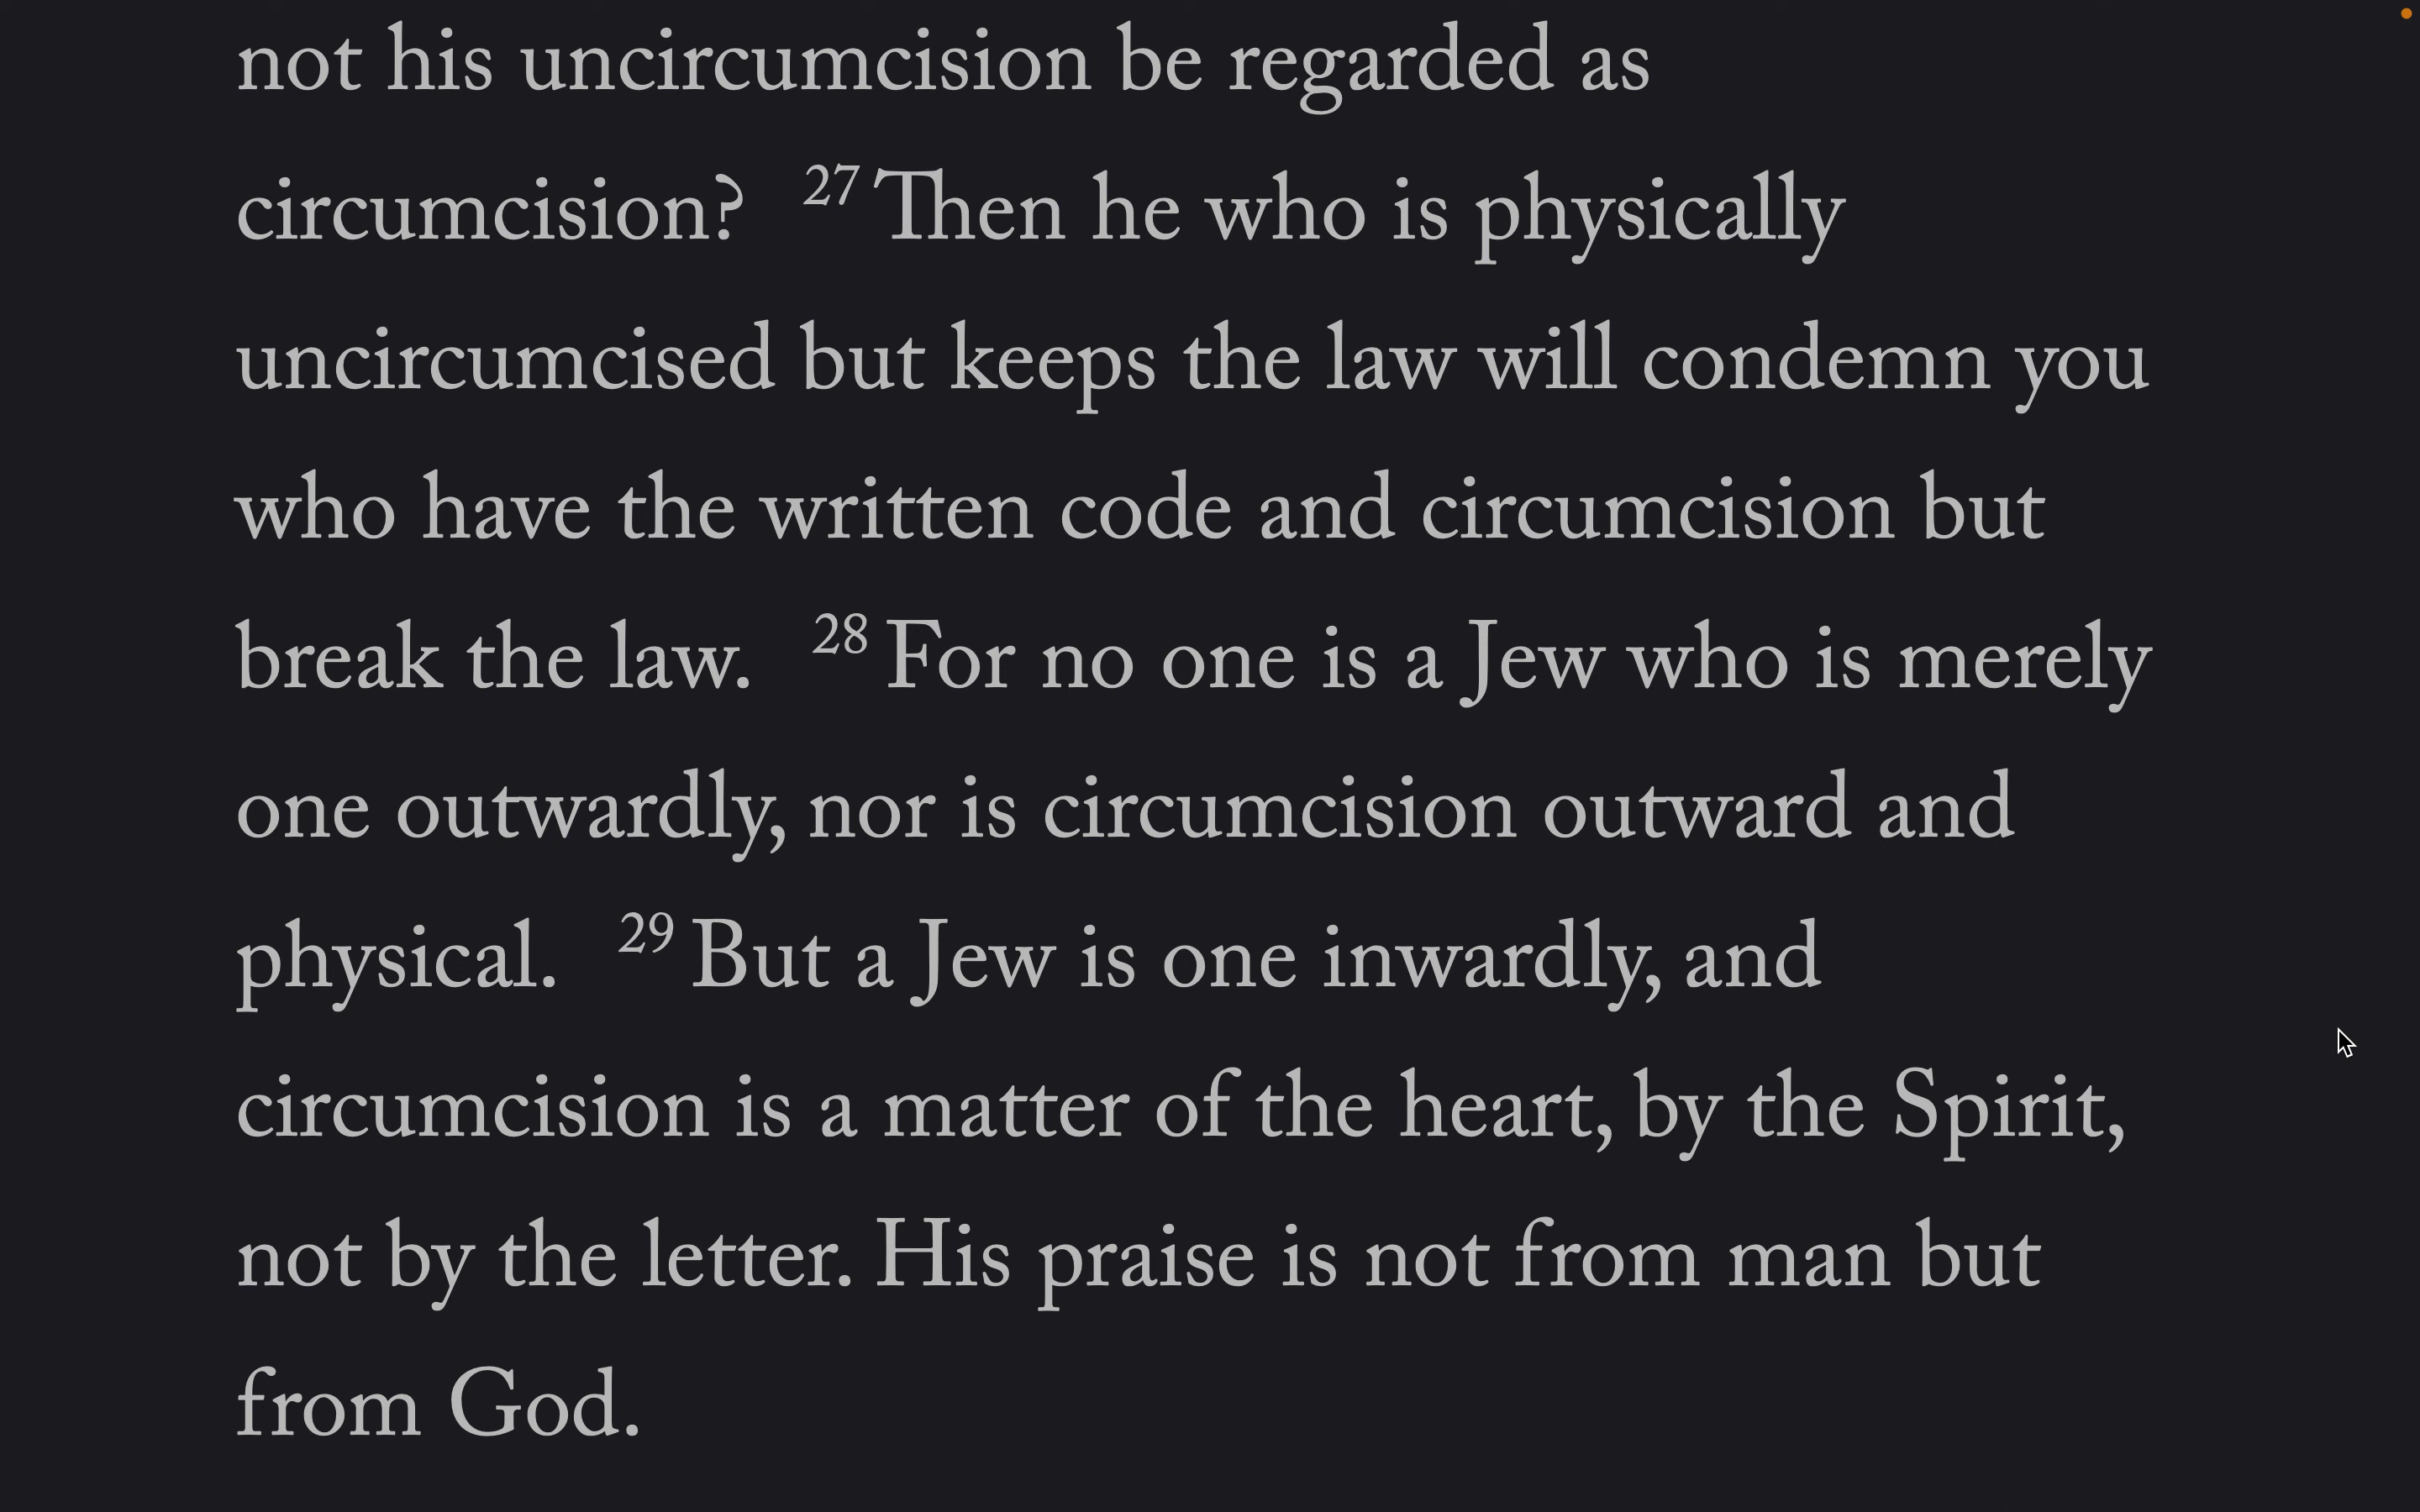 not his uncircumcision be regarded as
circumcision? 27 Then he who is physically
uncircumcised but keeps the law will condemn you
who have the written code and circumcision but
break the law. 28 For no one is a Jew who is merely
one outwardly, nor is circumcision outward and
physical. 29 But a Jew is one inwardly, and
circumcision is a matter of the heart, by the Spirit,
not by the letter. His praise is not from man but
from God.